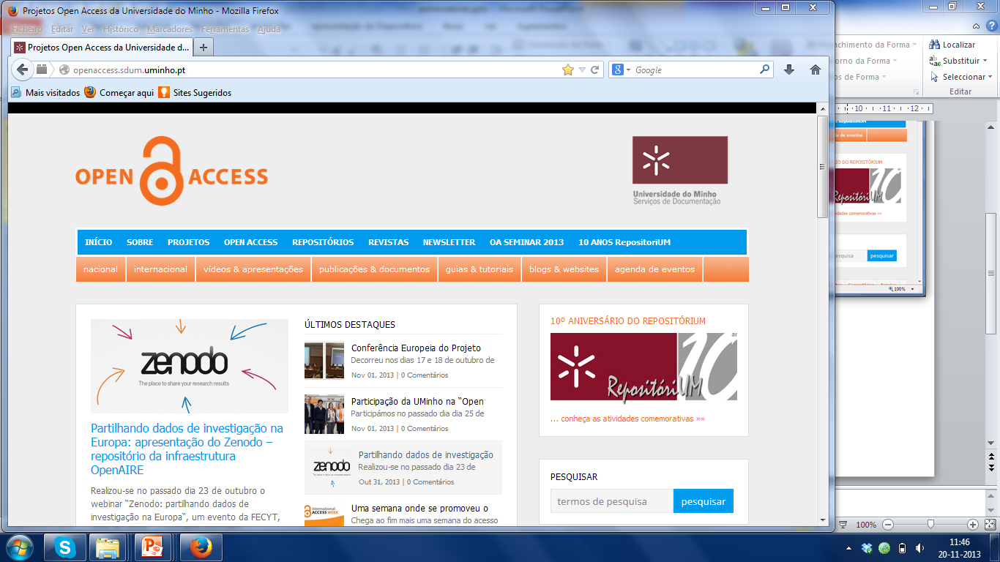 Projetos Open Access da Universidade do Minho - Mozilla Firefox
Ficheiro Editar Ver Histórico Marcadores Ferramentas Ajuda
Projetos Open Access da Universidade d...
openaccess.sdum.uminho.pt
Google
Mais visitados Começar aqui Sites Sugeridos
OPEN ACCESS
Universidade do Minho
Serviços de Documentação
INÍCIO SOBRE PROJETOS OPEN ACCESS REPOSITÓRIOS REVISTAS NEWSLETTER OA SEMINAR 2013 10 ANOS RepositoriUM
nacional internacional vídeos & apresentações publicações & documentos guias & tutoriais blogs & websites agenda de eventos
zenodo
The place to share your research results
Partilhando dados de investigação na
Europa: apresentação do Zenodo –
repositório da infraestrutura
OpenAIRE
Realizou-se no passado dia 23 de outubro o
webinar “Zenodo: partilhando dados de
investigação na Europa“, um evento da FECYT,
ÚLTIMOS DESTAQUES
Conferência Europeia do Projeto
Decorreu nos dias 17 e 18 de outubro de
Nov 01, 2013 | 0 Comentários
Participação da UMinho na “Open
Participámos no passado dia dia 25 de
Nov 01, 2013 | 0 Comentários
zenodo
Partilhando dados de investigação
Realizou-se no passado dia 23 de
Out 31, 2013 | 0 Comentários
International
ACCESS WEEK
Uma semana onde se promoveu o
Chega ao fim mais uma semana do acesso
10º ANIVERSÁRIO DO REPOSITÓRIUM
RepositóriUM
10
an
... conheça as atividades comemorativas »»
PESQUISAR
termos de pesquisa pesquisar
nchimento da Forma
orno da Forma
os de Forma
Localizar
Substituir
Seleccionar
Editar
10 11 12
a de eventos
IO DO REPOSITÓRIUM
RepositóriUM
10
idades comemorativas »»
squisa pesquisar
100%
100%
11:46
20-11-2013